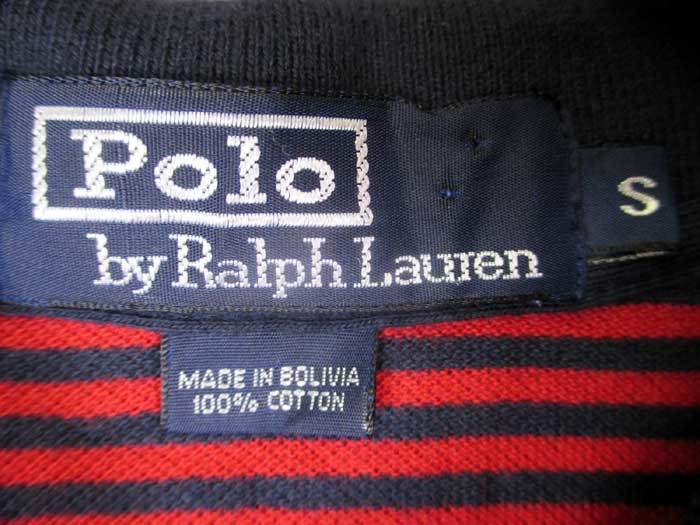 Polo
by Ralph Lauren
S
MADE IN BOLIVIA
100% COTTON